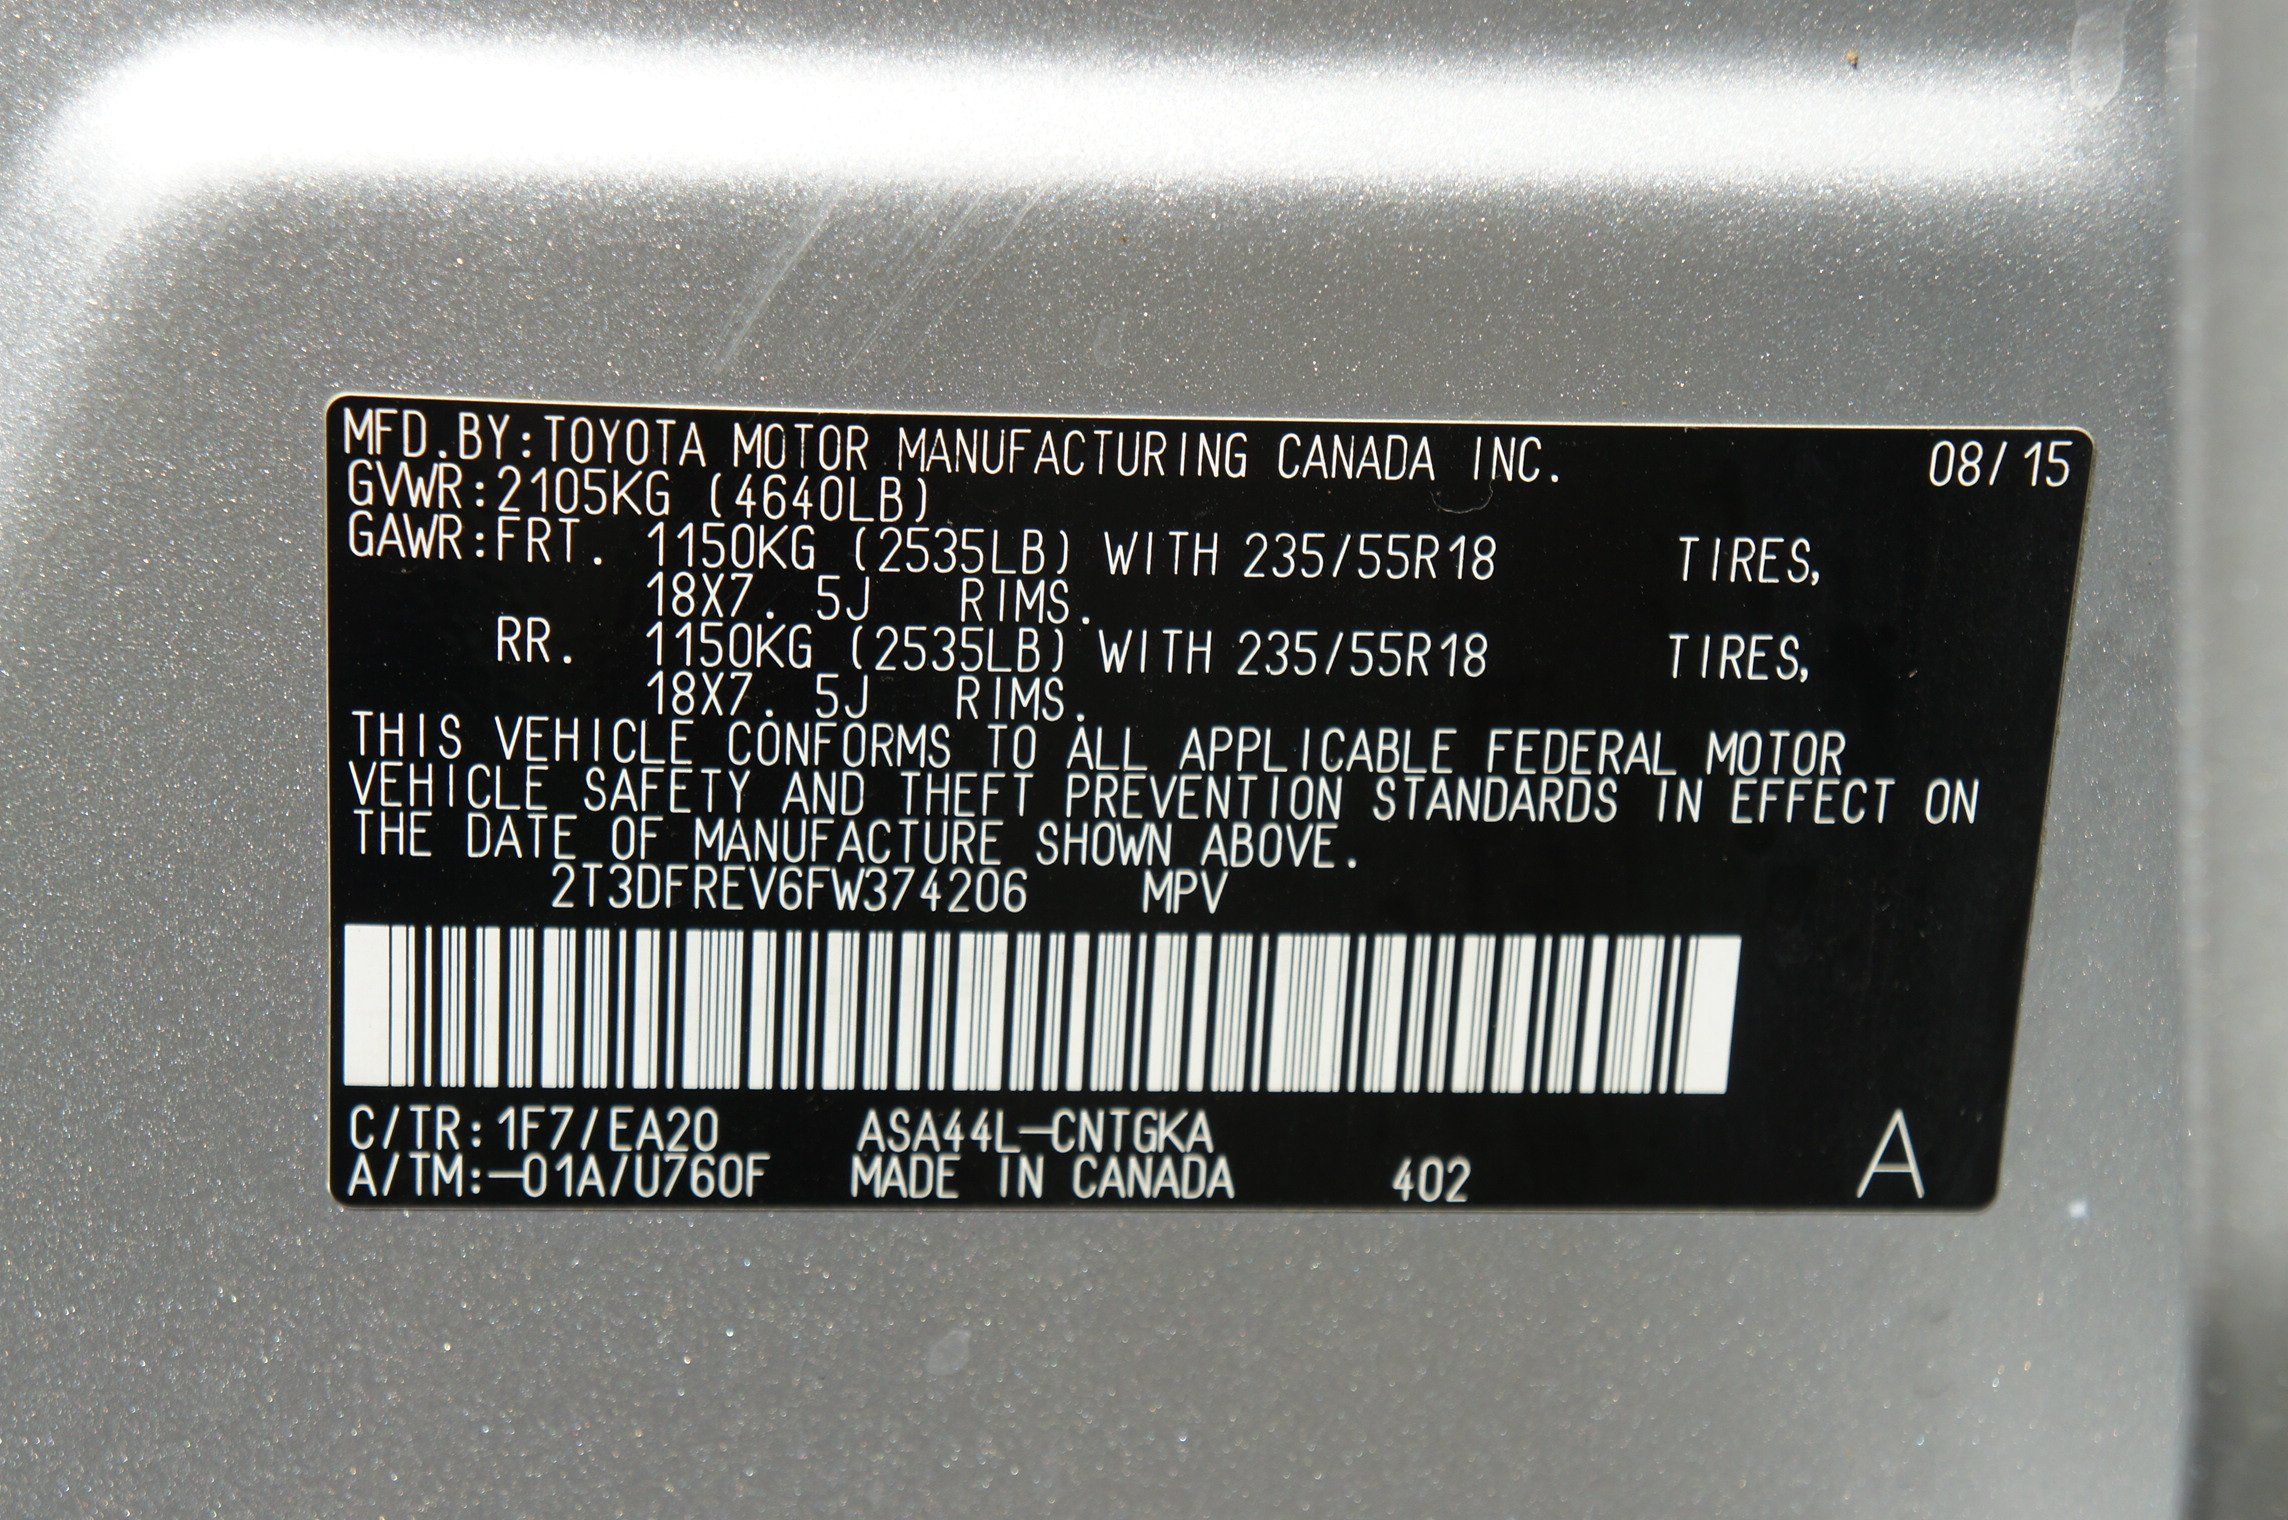 MFD.BY:TOYOTA MOTOR MANUFACTURING CANADA INC. 08/15
GVWR:2105KG (4640LB)
GAWR:FRT. 1150KG (2535LB) WITH 235/55R18 TIRES,
18X7. 5J RIMS.
RR. 1150KG (2535LB) WITH 235/55R18 TIRES,
18X7. 5J RIMS.
THIS VEHICLE CONFORMS TO ALL APPLICABLE FEDERAL MOTOR
VEHICLE SAFETY AND THEFT PREVENTION STANDARDS IN EFFECT ON
THE DATE OF MANUFACTURE SHOWN ABOVE.
2T3DFREV6FW374206 MPV
C/TR:1F7/EA20 ASA44L-CNTGKA
A/TM:-01A/U760F MADE IN CANADA 402 A